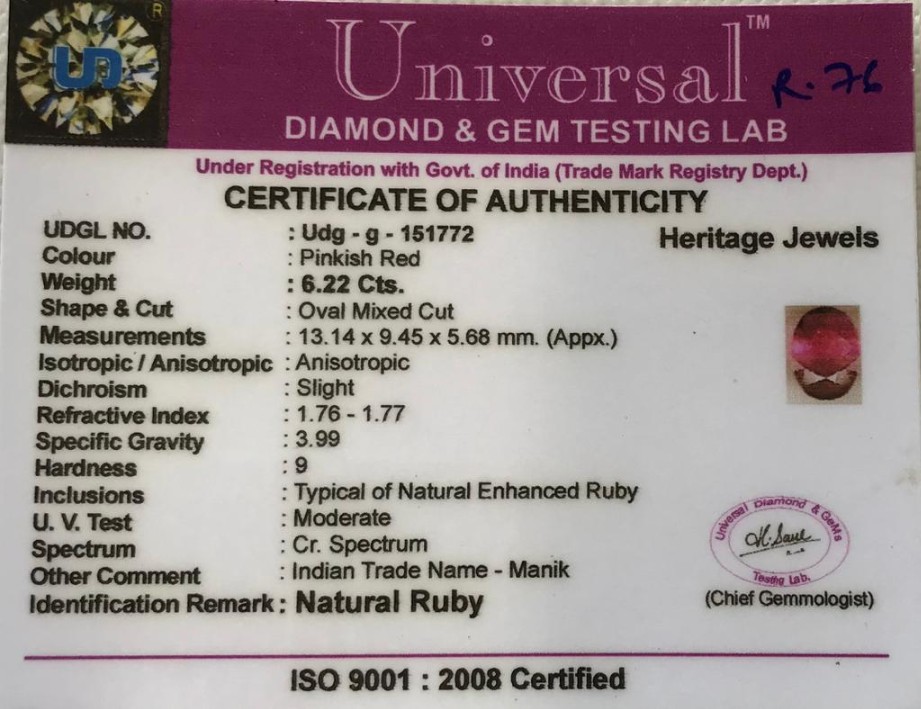 UD R
Universal™ R.76
DIAMOND & GEM TESTING LAB
Under Registration with Govt. of India (Trade Mark Registry Dept.)
CERTIFICATE OF AUTHENTICITY
Heritage Jewels
UDGL NO. : Udg - g - 151772
Colour : Pinkish Red
Weight : 6.22 Cts.
Shape & Cut : Oval Mixed Cut
Measurements : 13.14 x 9.45 x 5.68 mm. (Appx.)
Isotropic / Anisotropic : Anisotropic
Dichroism : Slight
Refractive Index : 1.76 - 1.77
Specific Gravity : 3.99
Hardness : 9
Inclusions : Typical of Natural Enhanced Ruby
U. V. Test : Moderate
Spectrum : Cr. Spectrum
Other Comment : Indian Trade Name - Manik
Identification Remark : Natural Ruby
Universal Diamond & GeMs
Testing Lab.
(Chief Gemmologist)
ISO 9001 : 2008 Certified